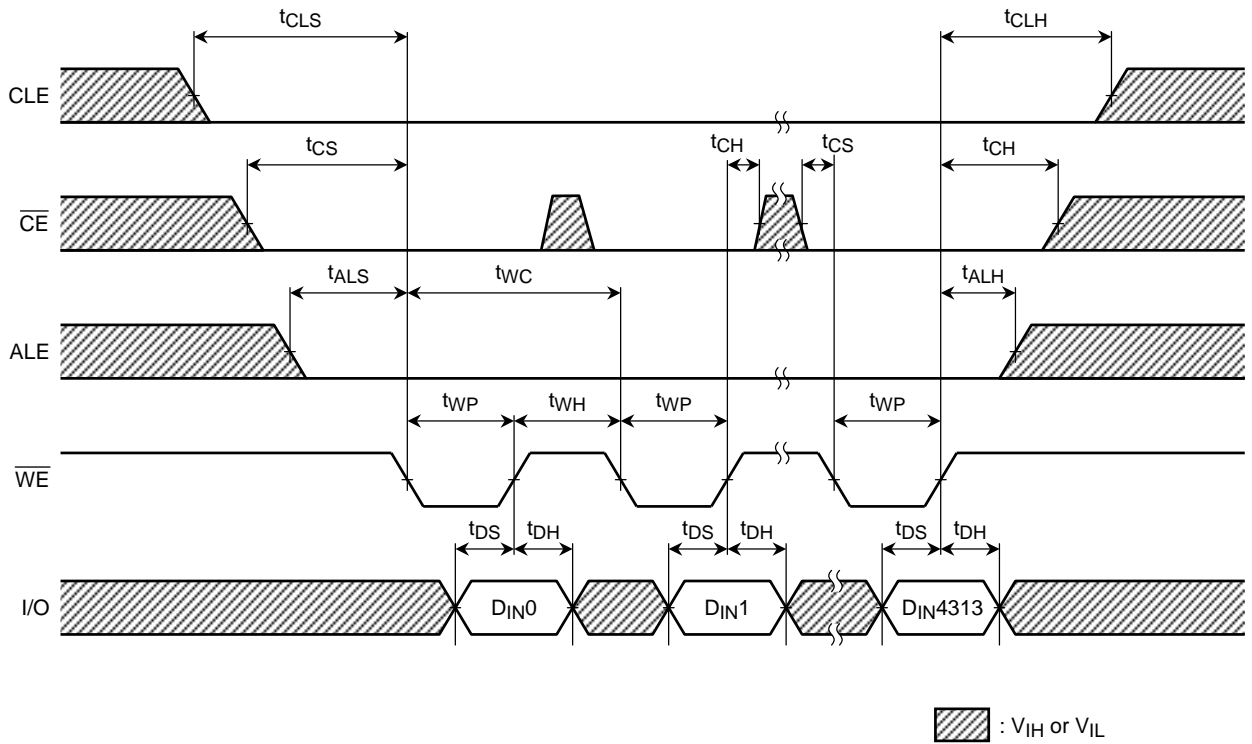 tCLS tCLH
CLE
tCS tCH tCS tCH
CE
tALS tWC tALH
ALE
tWP tWH tWP tWP
WE
tDS tDH tDS tDH tDS tDH
I/O DIN0 DIN1 DIN4313
: VIH or VIL